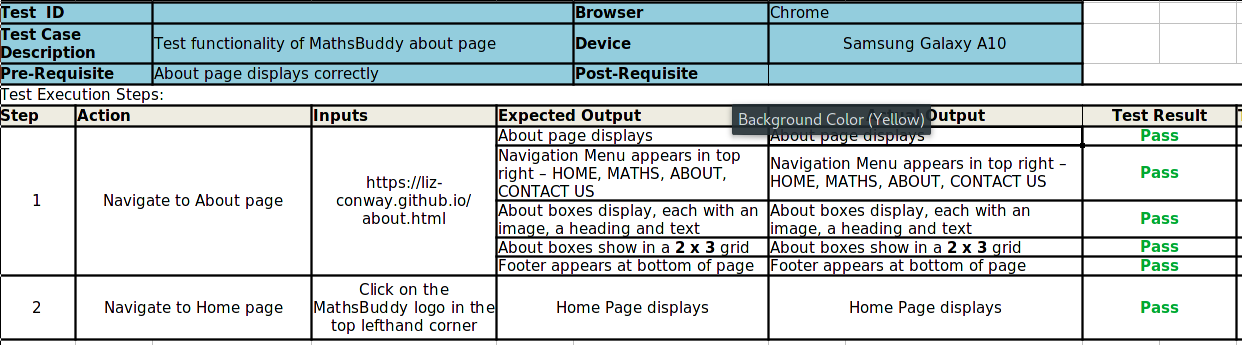 Test ID Browser Chrome
Test Case Description Test functionality of MathsBuddy about page Device Samsung Galaxy A10
Pre-Requisite About page displays correctly Post-Requisite
Test Execution Steps:
Step Action Inputs Expected Output Output Test Result
Background Color (Yellow)
1 Navigate to About page
https://liz-
conway.github.io/
about.html
About page displays About page displays Pass
Navigation Menu appears in top
right – HOME, MATHS, ABOUT,
CONTACT US
Navigation Menu appears in top right –
HOME, MATHS, ABOUT, CONTACT US
Pass
About boxes display, each with an
image, a heading and text
About boxes display, each with an
image, a heading and text
Pass
About boxes show in a 2 x 3 grid About boxes show in a 2 x 3 grid Pass
Footer appears at bottom of page Footer appears at bottom of page Pass
2 Navigate to Home page
Click on the
MathsBuddy logo in the
top lefthand corner
Home Page displays Home Page displays Pass